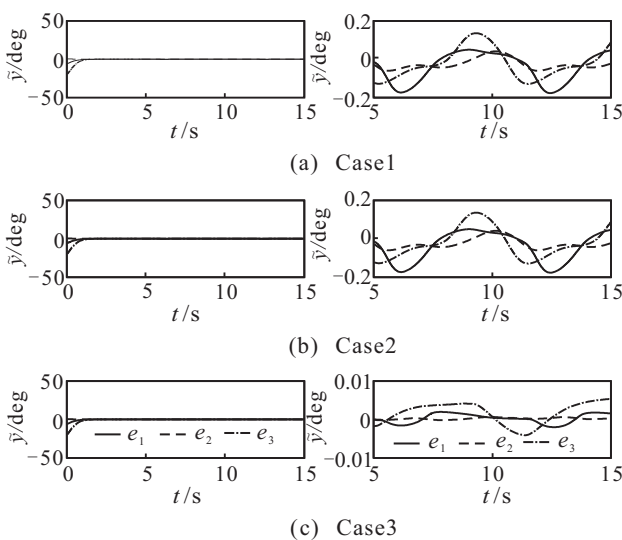 50 0 −50 ỹ/deg 0 5 10 15 t/s
0.2 0 −0.2 ỹ/deg 5 10 15 t/s
(a) Case1
50 0 −50 ỹ/deg 0 5 10 15 t/s
0.2 0 −0.2 ỹ/deg 5 10 15 t/s
(b) Case2
50 0 −50 ỹ/deg 0 5 10 15 t/s
e₁ e₂ e₃
0.01 0 −0.01 ỹ/deg 5 10 15 t/s
e₁ e₂ e₃
(c) Case3